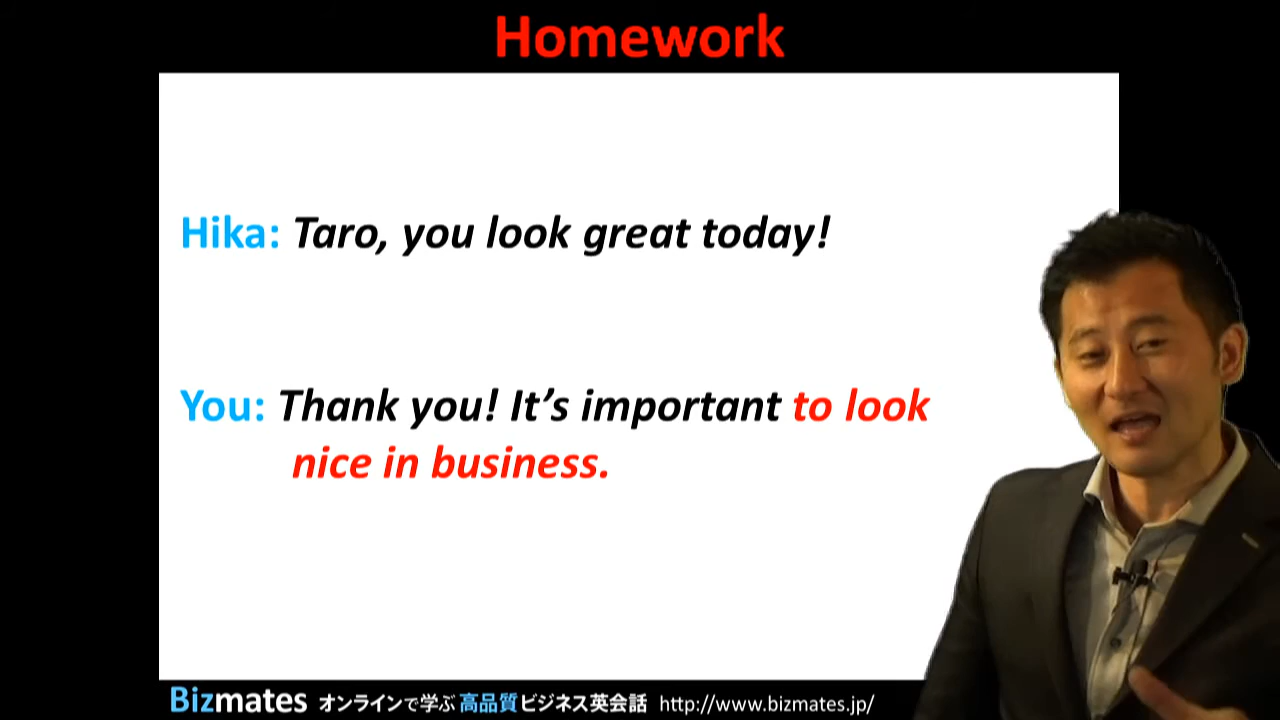 Homework
Hika: Taro, you look great today!
You: Thank you! It's important to look
nice in business.
Bizmates オンラインで学ぶ高品質ビジネス英会話 http://www.bizmates.jp/